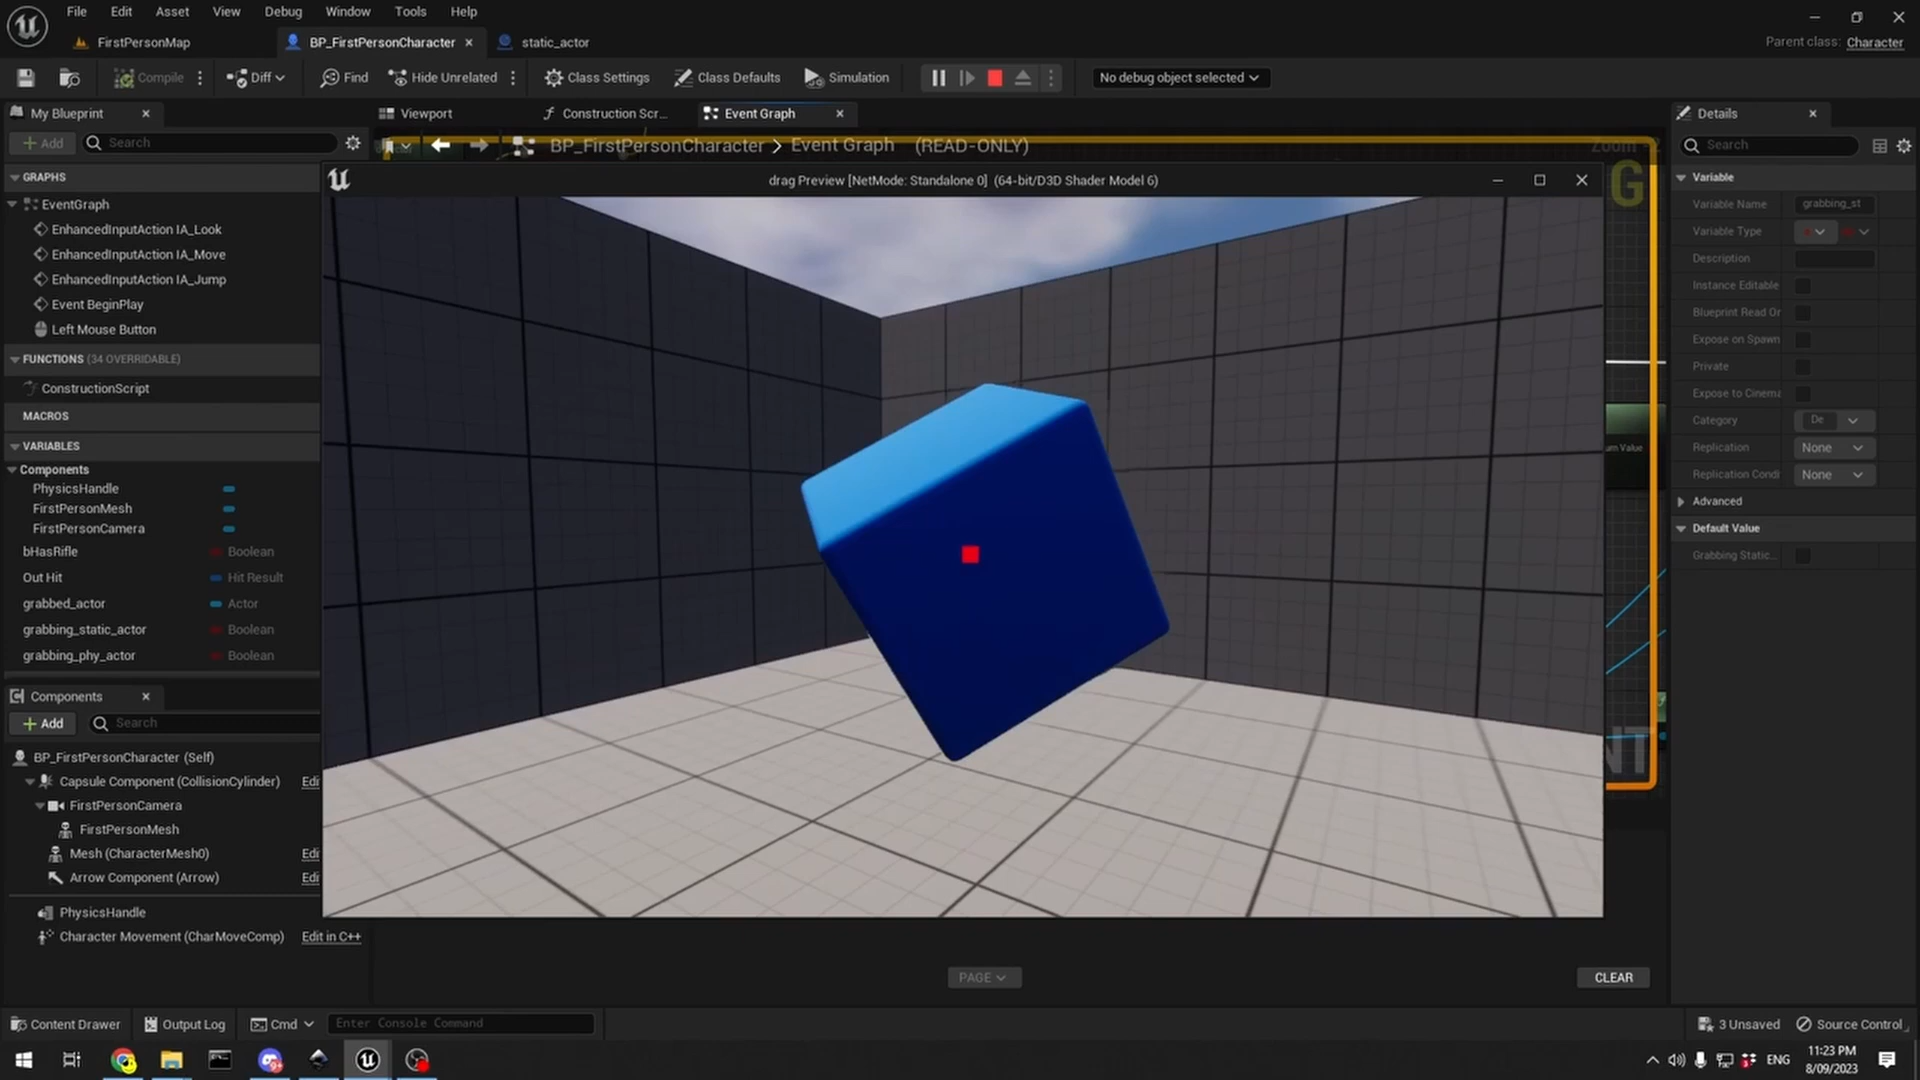 File Edit Asset View Debug Window Tools Help
FirstPersonMap BP_FirstPersonCharacter static_actor
Parent class: Character
Compile Diff Find Hide Unrelated Class Settings Class Defaults Simulation No debug object selected
My Blueprint
Viewport Construction Scr... Event Graph
Details
Add Search
BP_FirstPersonCharacter > Event Graph (READ-ONLY)
Search
GRAPHS
drag Preview [NetMode: Standalone 0] (64-bit/D3D Shader Model 6)
EventGraph
EnhancedInputAction IA_Look
EnhancedInputAction IA_Move
EnhancedInputAction IA_Jump
Event BeginPlay
Left Mouse Button
FUNCTIONS (34 OVERRIDABLE)
ConstructionScript
MACROS
VARIABLES
Components
PhysicsHandle
FirstPersonMesh
FirstPersonCamera
bHasRifle Boolean
Out Hit Hit Result
grabbed_actor Actor
grabbing_static_actor Boolean
grabbing_phy_actor Boolean
Components
Add Search
BP_FirstPersonCharacter (Self)
Capsule Component (CollisionCylinder) Edi
FirstPersonCamera
FirstPersonMesh
Mesh (CharacterMesh0) Edi
Arrow Component (Arrow) Edi
PhysicsHandle
Character Movement (CharMoveComp) Edit in C++
Variable
Variable Name grabbing_st
Variable Type
Description
Instance Editable
Blueprint Read Or
Expose on Spawn
Private
Expose to Cinema
Category De
Replication None
Replication Condi None
Advanced
Default Value
Grabbing Static...
PAGE CLEAR
Content Drawer Output Log Cmd Enter Console Command 3 Unsaved Source Control
ENG
11:23 PM
8/09/2023